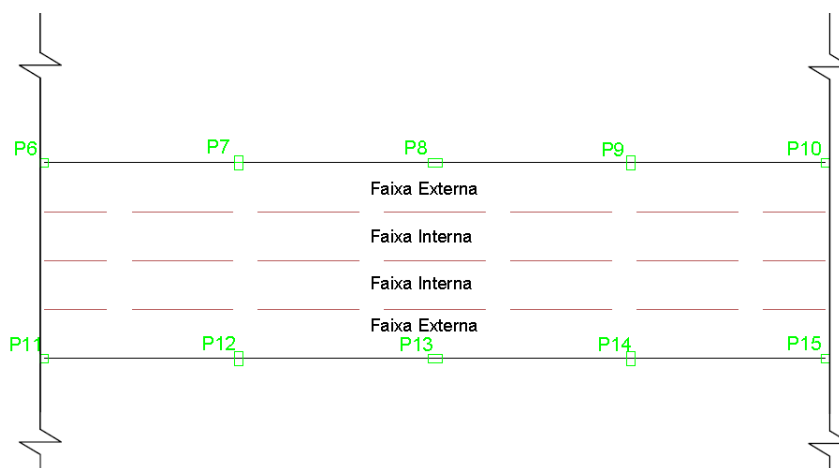 P6 P7 P8 P9 P10
Faixa Externa
Faixa Interna
Faixa Interna
Faixa Externa
P11 P12 P13 P14 P15